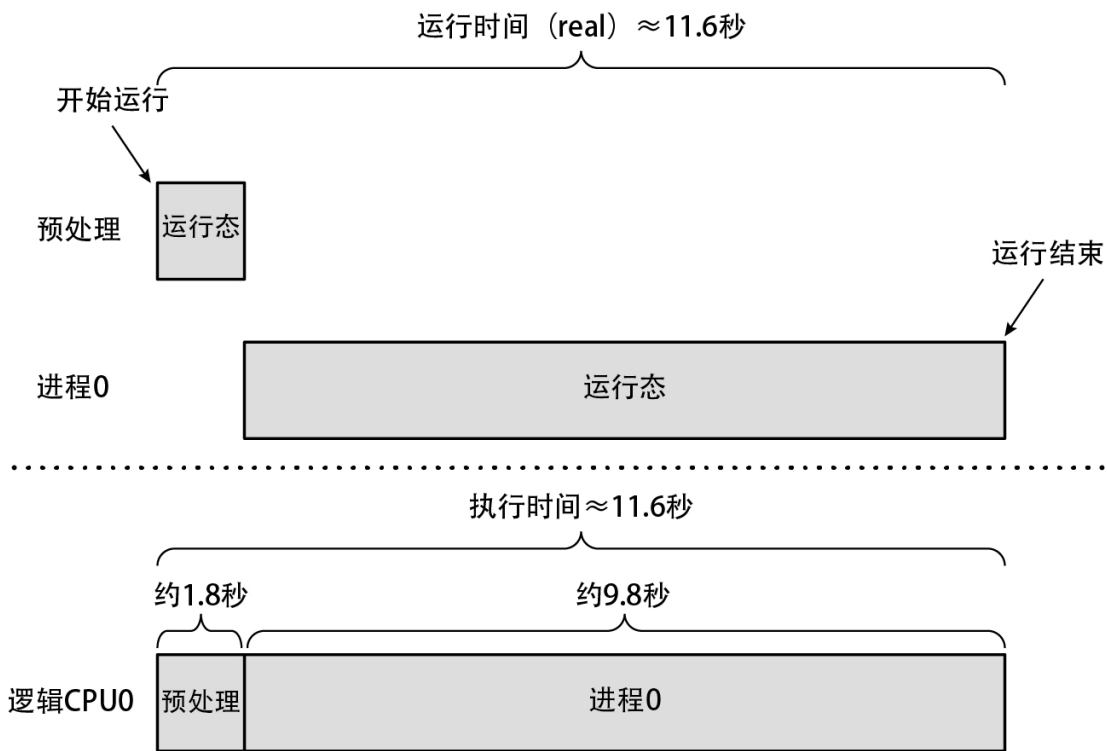 运行时间（real）≈11.6秒
开始运行
预处理
运行态
运行结束
进程0
运行态
执行时间≈11.6秒
约1.8秒
约9.8秒
逻辑CPU0
预处理
进程0